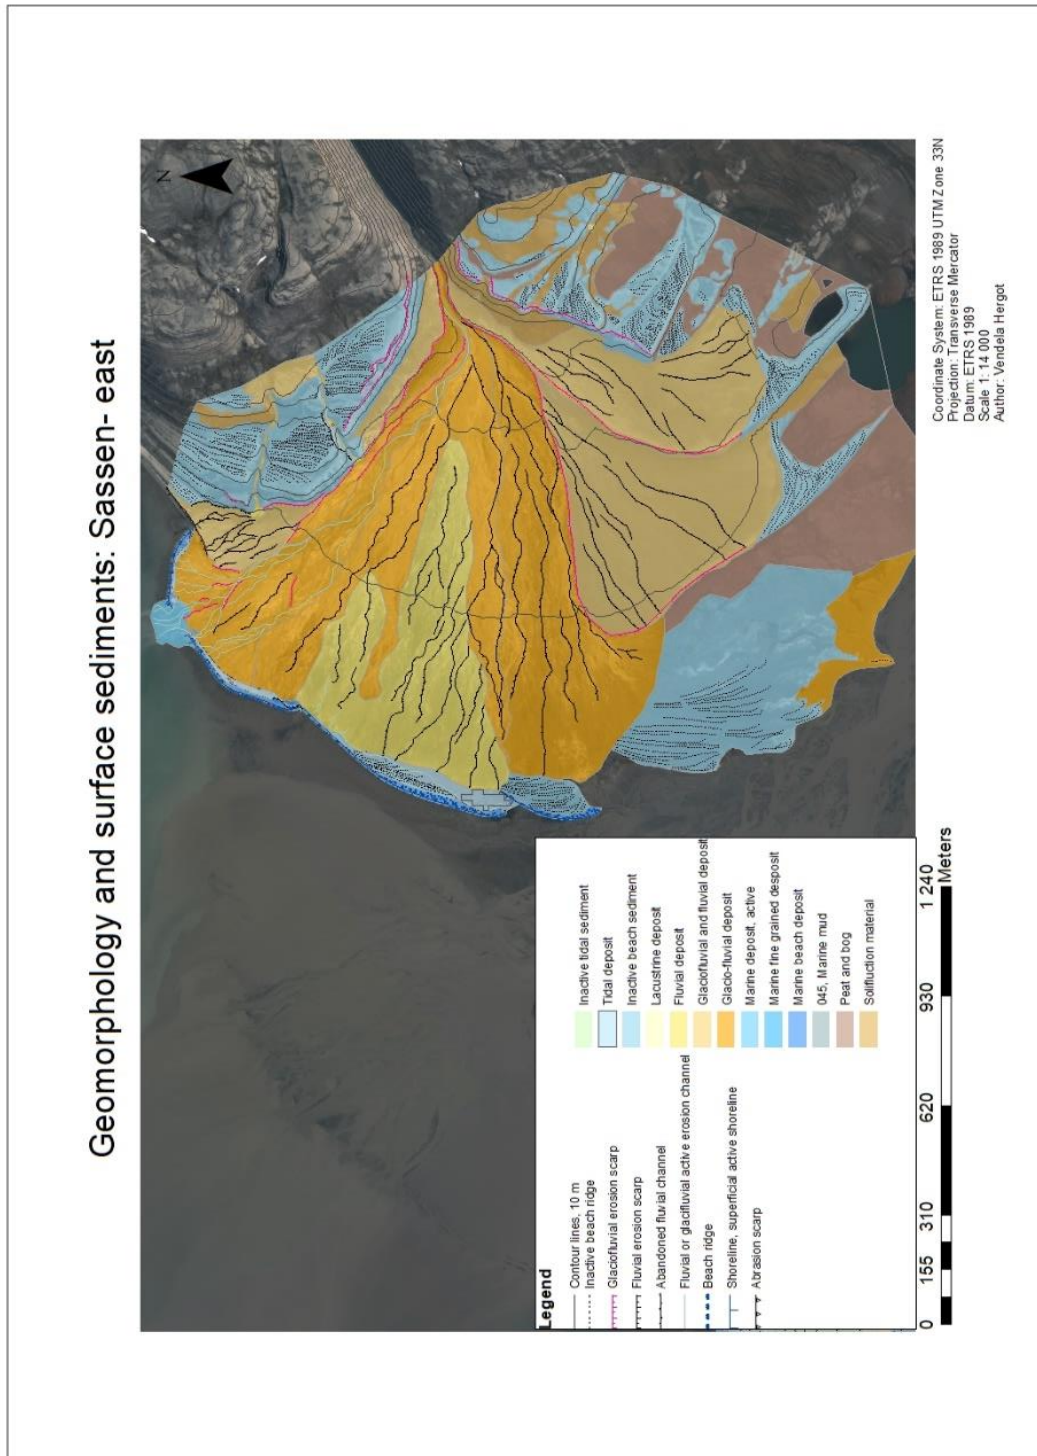 Geomorphology and surface sediments: Sassen- east
N
Legend
Contour lines, 10 m
Inactive beach ridge
Glaciofluvial erosion scarp
Fluvial erosion scarp
Abandoned fluvial channel
Fluvial or glacifluvial active erosion channel
Beach ridge
Shoreline, superficial active shoreline
Abrasion scarp
Inactive tidal sediment
Tidal deposit
Inactive beach sediment
Lacustrine deposit
Fluvial deposit
Glaciofluvial and fluvial deposit
Glacio-fluvial deposit
Marine deposit, active
Marine fine grained desposit
Marine beach deposit
045, Marine mud
Peat and bog
Solifluction material
0 155 310 620 930 1 240
Meters
Coordinate System: ETRS 1989 UTM Zone 33N
Projection: Transverse Mercator
Datum: ETRS 1989
Scale 1: 14 000
Author: Vendela Hergot